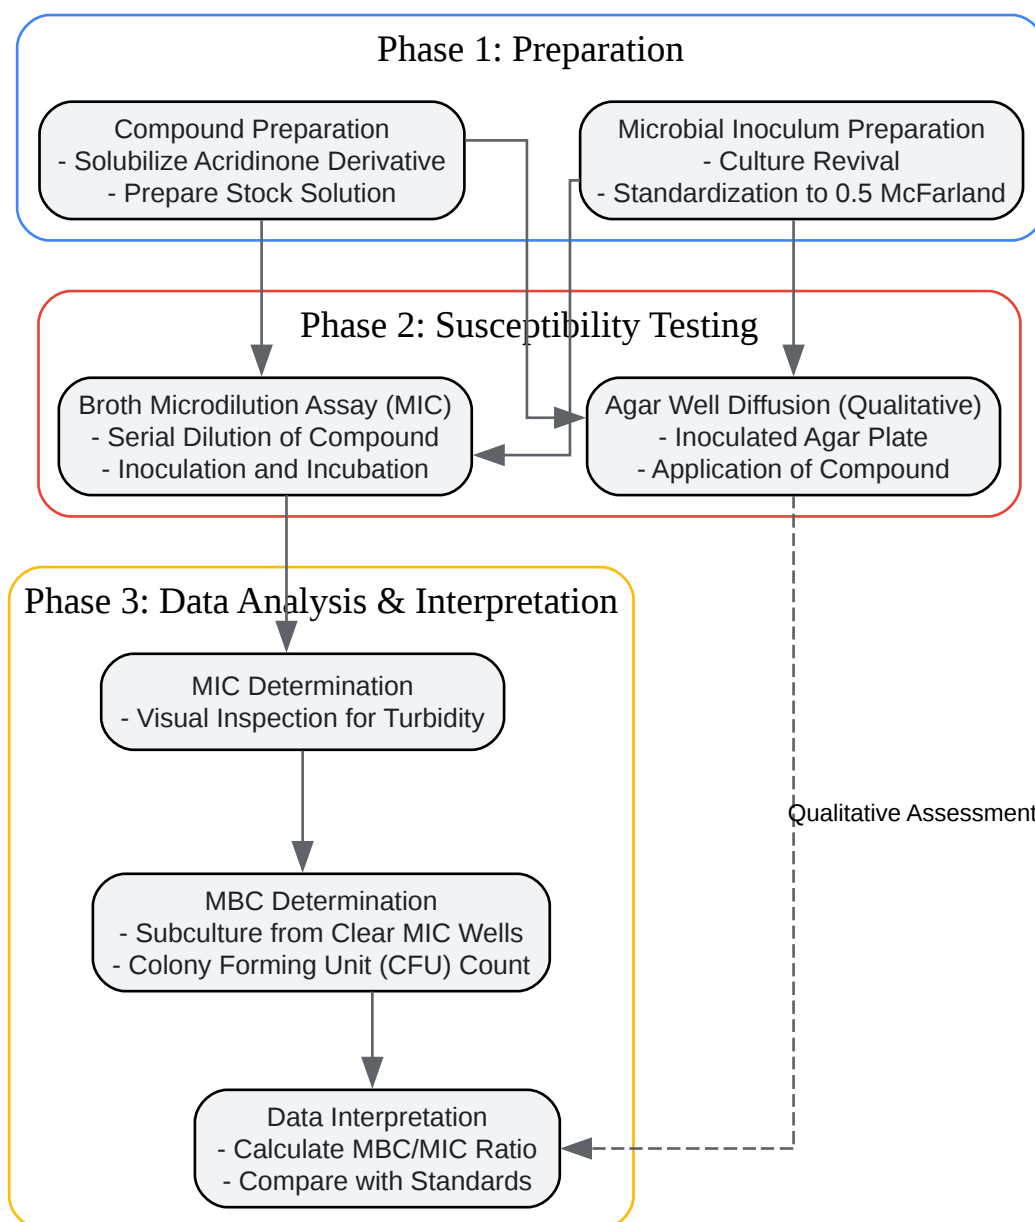 Phase 1: Preparation
Compound Preparation
- Solubilize Acridinone Derivative
- Prepare Stock Solution
Microbial Inoculum Preparation
- Culture Revival
- Standardization to 0.5 McFarland
Phase 2: Susceptibility Testing
Broth Microdilution Assay (MIC)
- Serial Dilution of Compound
- Inoculation and Incubation
Agar Well Diffusion (Qualitative)
- Inoculated Agar Plate
- Application of Compound
Phase 3: Data Analysis & Interpretation
MIC Determination
- Visual Inspection for Turbidity
Qualitative Assessment
MBC Determination
- Subculture from Clear MIC Wells
- Colony Forming Unit (CFU) Count
Data Interpretation
- Calculate MBC/MIC Ratio
- Compare with Standards